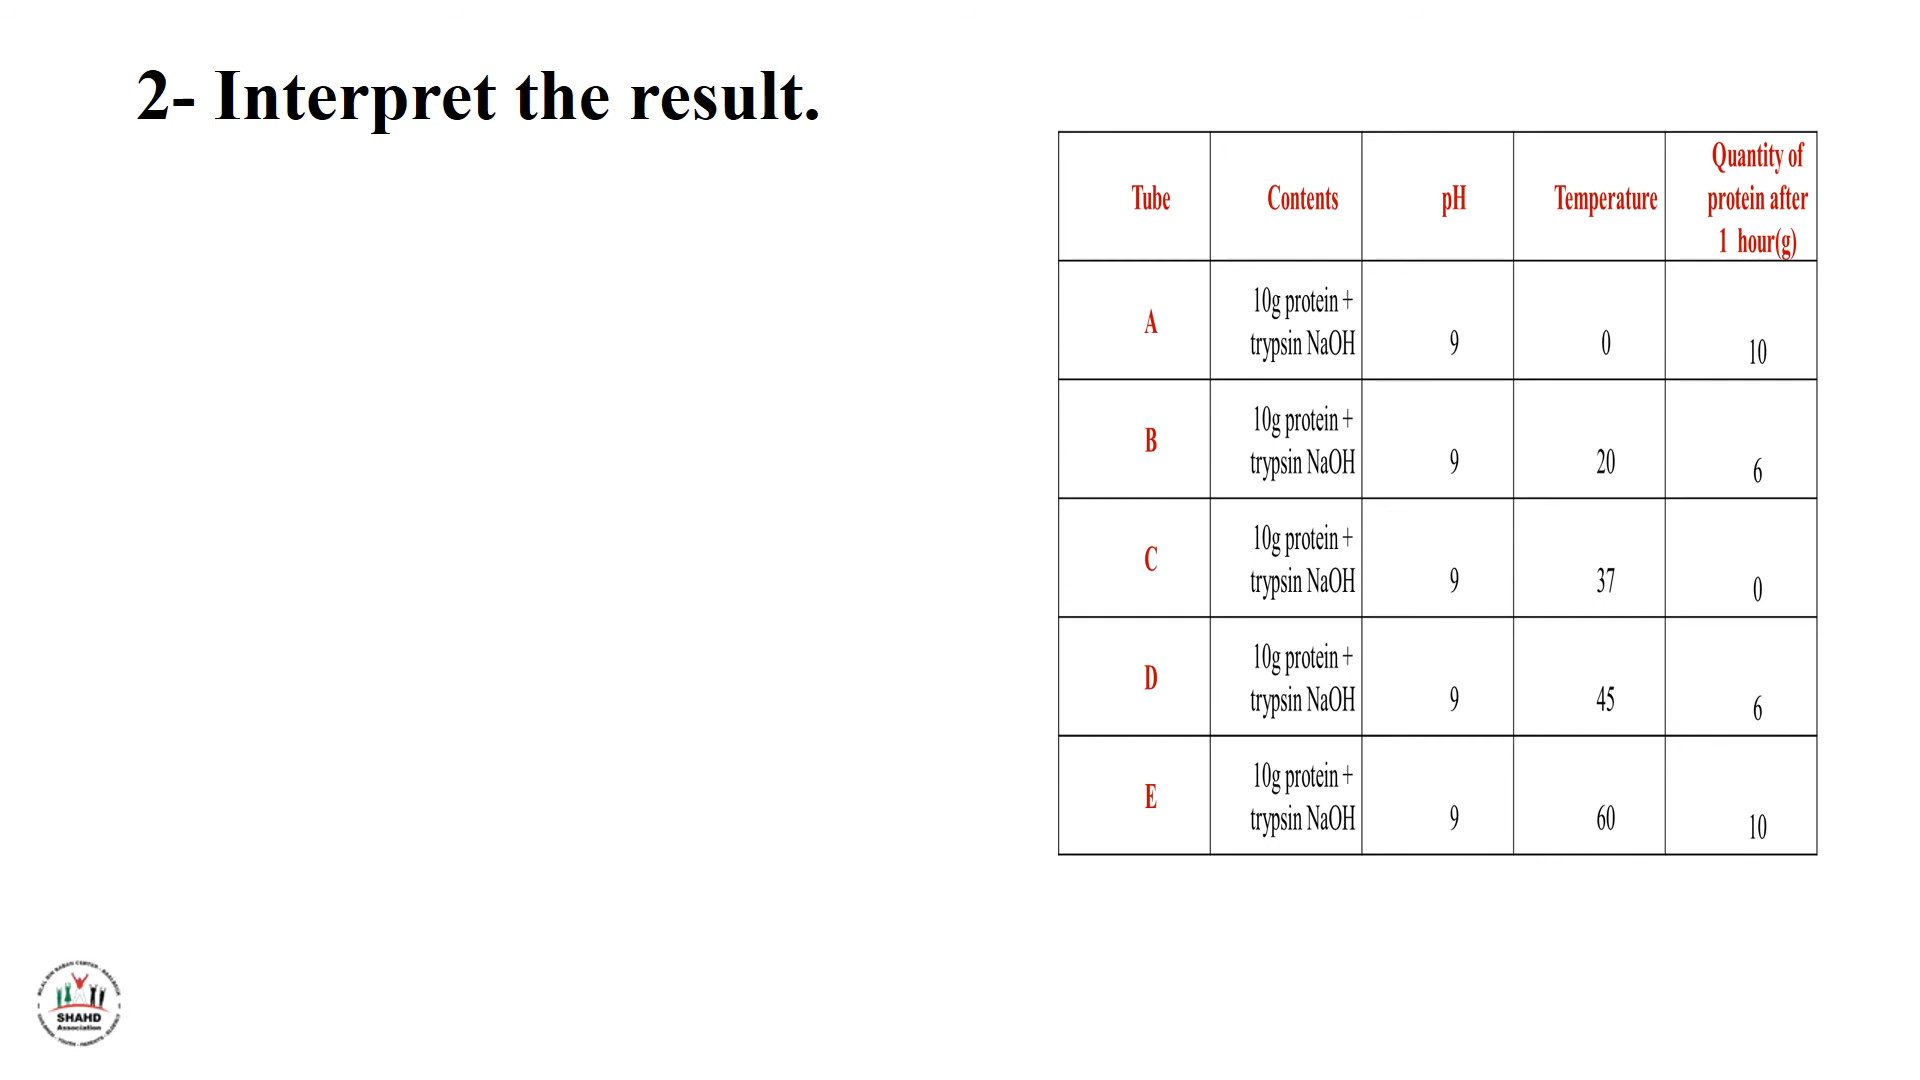 2- Interpret the result.
Tube
Contents
pH
Temperature
Quantity of
protein after
1 hour(g)
A
10g protein +
trypsin NaOH
9
0
10
B
10g protein +
trypsin NaOH
9
20
6
C
10g protein +
trypsin NaOH
9
37
0
D
10g protein +
trypsin NaOH
9
45
6
E
10g protein +
trypsin NaOH
9
60
10
SHAHD
Association